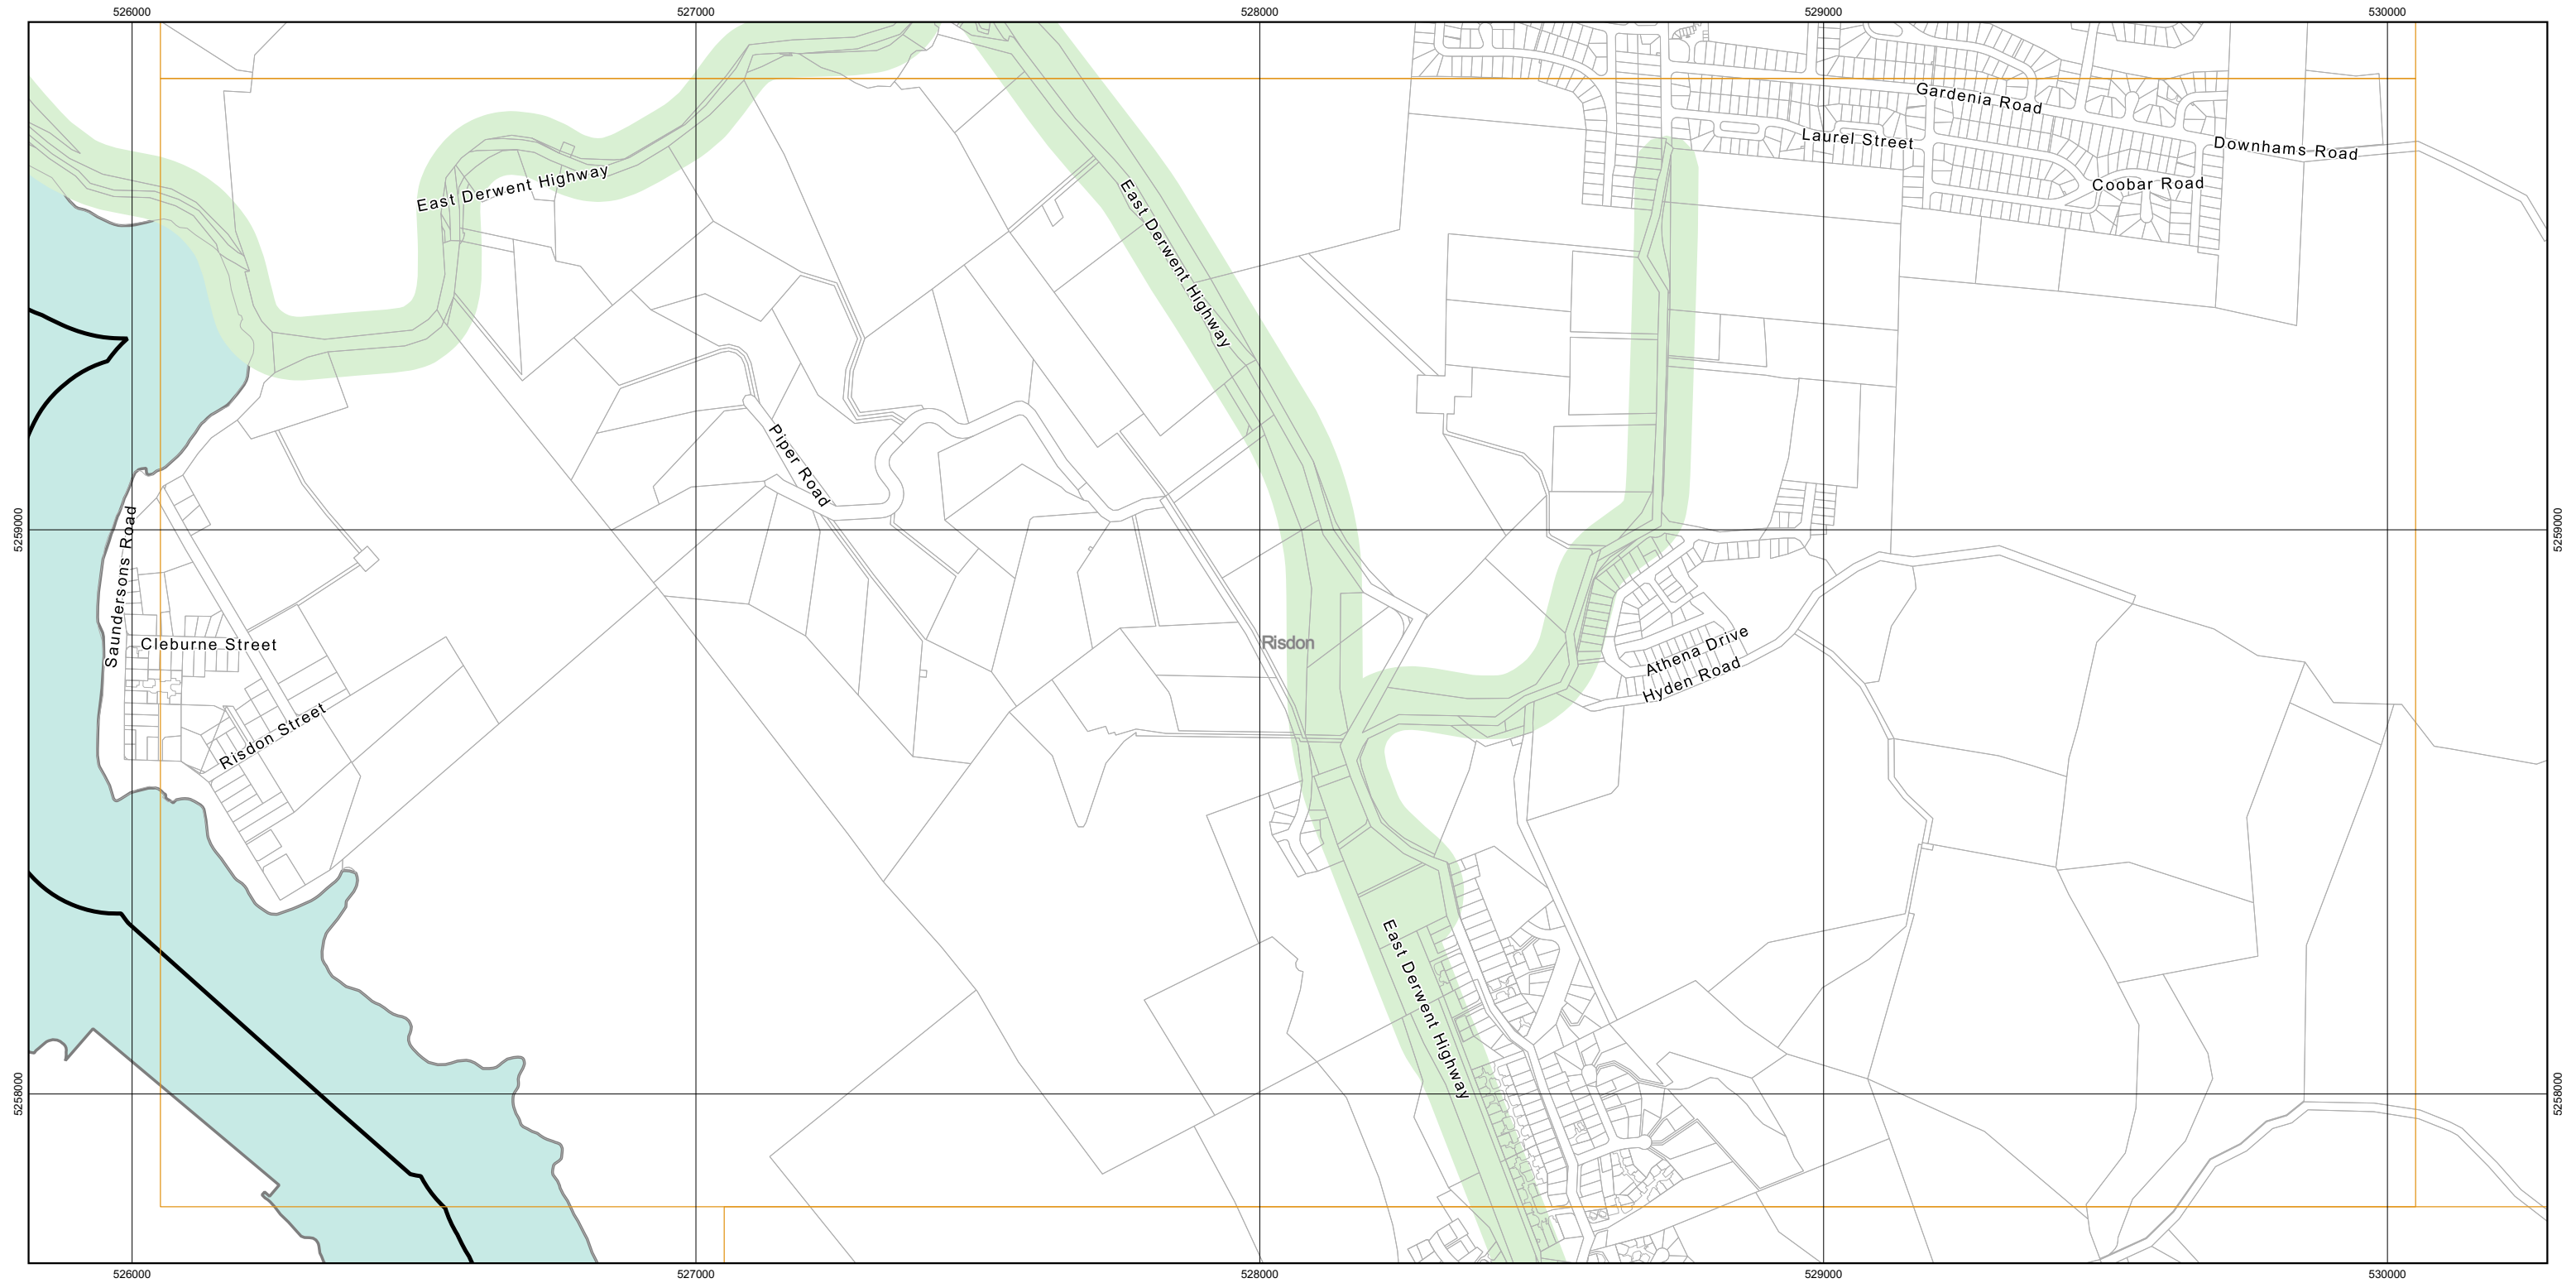 526000
527000
528000
529000
530000
Gardenia Road
Laurel Street
Downhams Road
Coobar Road
East Derwent Highway
East Derwent Highway
Piper Road
5259000
5259000
Saundersons Road
Cleburne Street
Risdon
Athena Drive
Hyden Road
Risdon Street
East Derwent Highway
5258000
5258000
526000
527000
528000
529000
530000